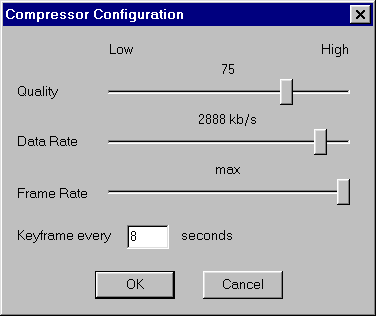 Compressor Configuration
Low High
75
Quality
2888 kb/s
Data Rate
max
Frame Rate
Keyframe every 8 seconds
OK Cancel